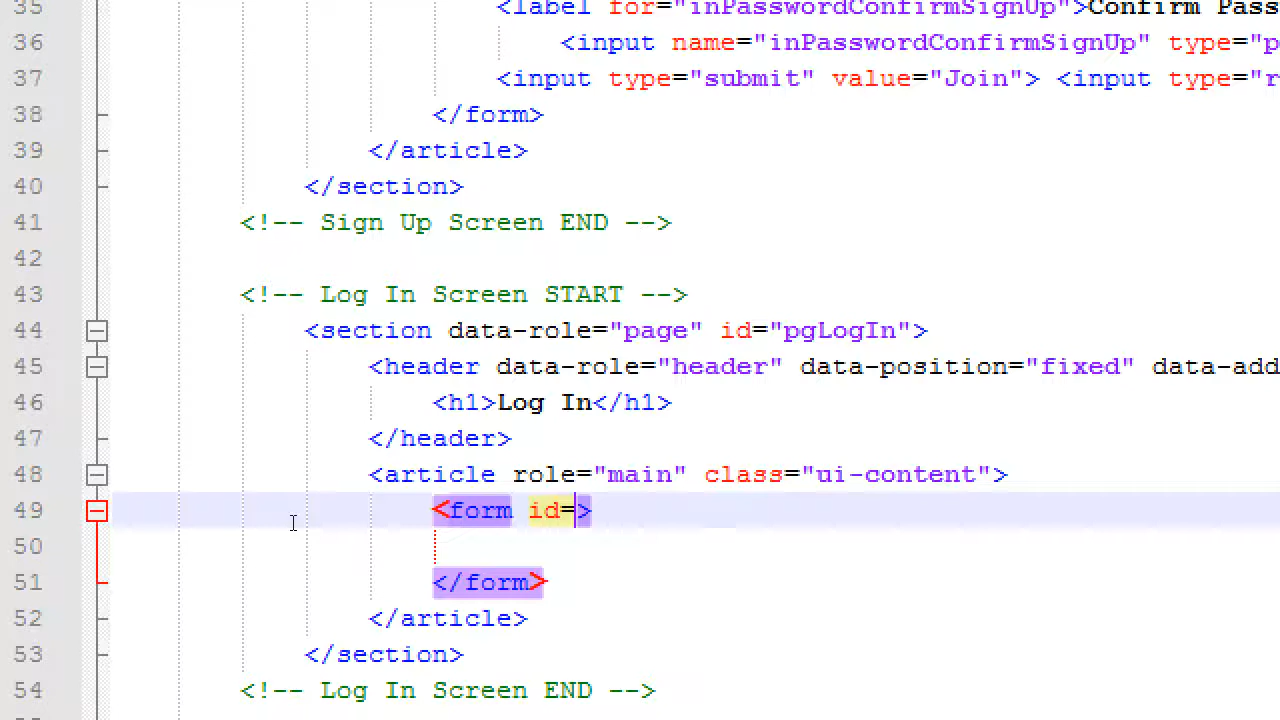 35 <label for="inPasswordConfirmSignUp">Confirm Pass
36 <input name="inPasswordConfirmSignUp" type="p
37 <input type="submit" value="Join"> <input type="r
38 </form>
39 </article>
40 </section>
41 <!-- Sign Up Screen END -->
42
43 <!-- Log In Screen START -->
44 <section data-role="page" id="pgLogIn">
45 <header data-role="header" data-position="fixed" data-add
46 <h1>Log In</h1>
47 </header>
48 <article role="main" class="ui-content">
49 <form id=>
50
51 </form>
52 </article>
53 </section>
54 <!-- Log In Screen END -->